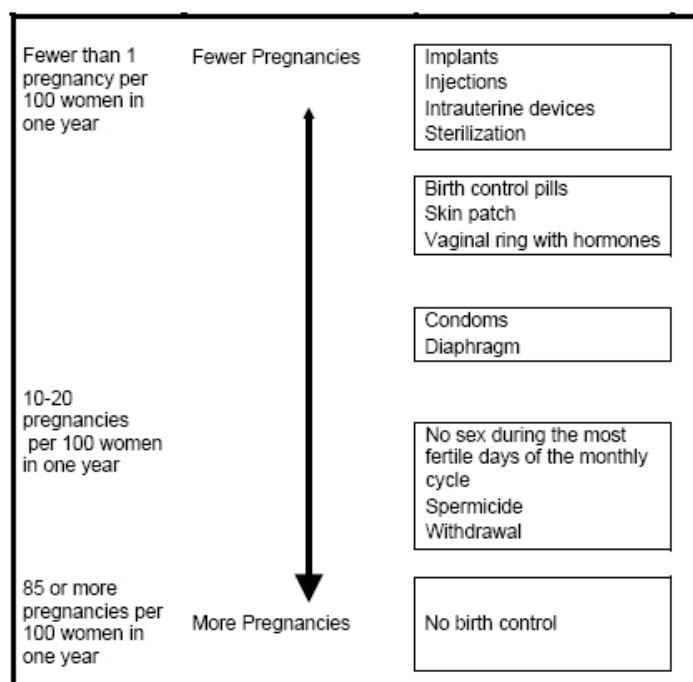 Fewer than 1
pregnancy per
100 women in
one year
Fewer Pregnancies
Implants
Injections
Intrauterine devices
Sterilization
Birth control pills
Skin patch
Vaginal ring with hormones
Condoms
Diaphragm
10-20
pregnancies
per 100 women
in one year
No sex during the most
fertile days of the monthly
cycle
Spermicide
Withdrawal
85 or more
pregnancies per
100 women in
one year
More Pregnancies
No birth control